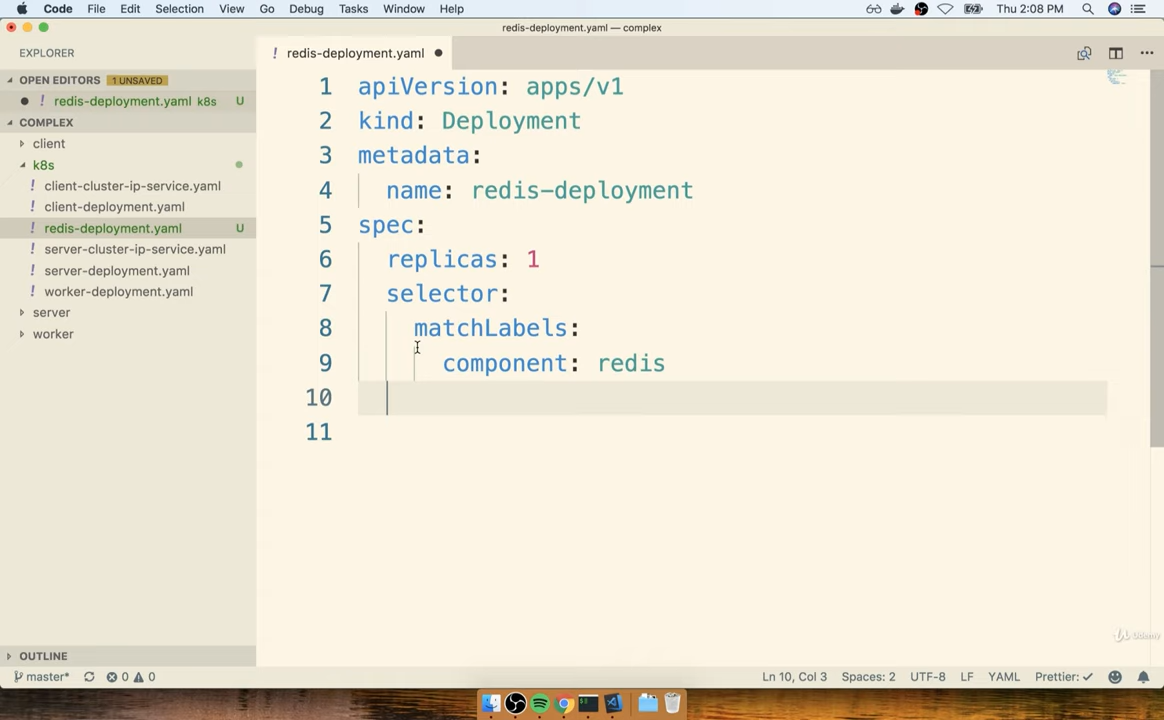 Code File Edit Selection View Go Debug Tasks Window Help Thu 2:08 PM
redis-deployment.yaml — complex
EXPLORER
! redis-deployment.yaml
OPEN EDITORS 1 UNSAVED
! redis-deployment.yaml k8s U
COMPLEX
client
k8s
! client-cluster-ip-service.yaml
! client-deployment.yaml
! redis-deployment.yaml U
! server-cluster-ip-service.yaml
! server-deployment.yaml
! worker-deployment.yaml
server
worker
1 apiVersion: apps/v1
2 kind: Deployment
3 metadata:
4 name: redis-deployment
5 spec:
6 replicas: 1
7 selector:
8 matchLabels:
9 component: redis
10
11
Udemy
OUTLINE
master* 0 0 Ln 10, Col 3 Spaces: 2 UTF-8 LF YAML Prettier: ✓